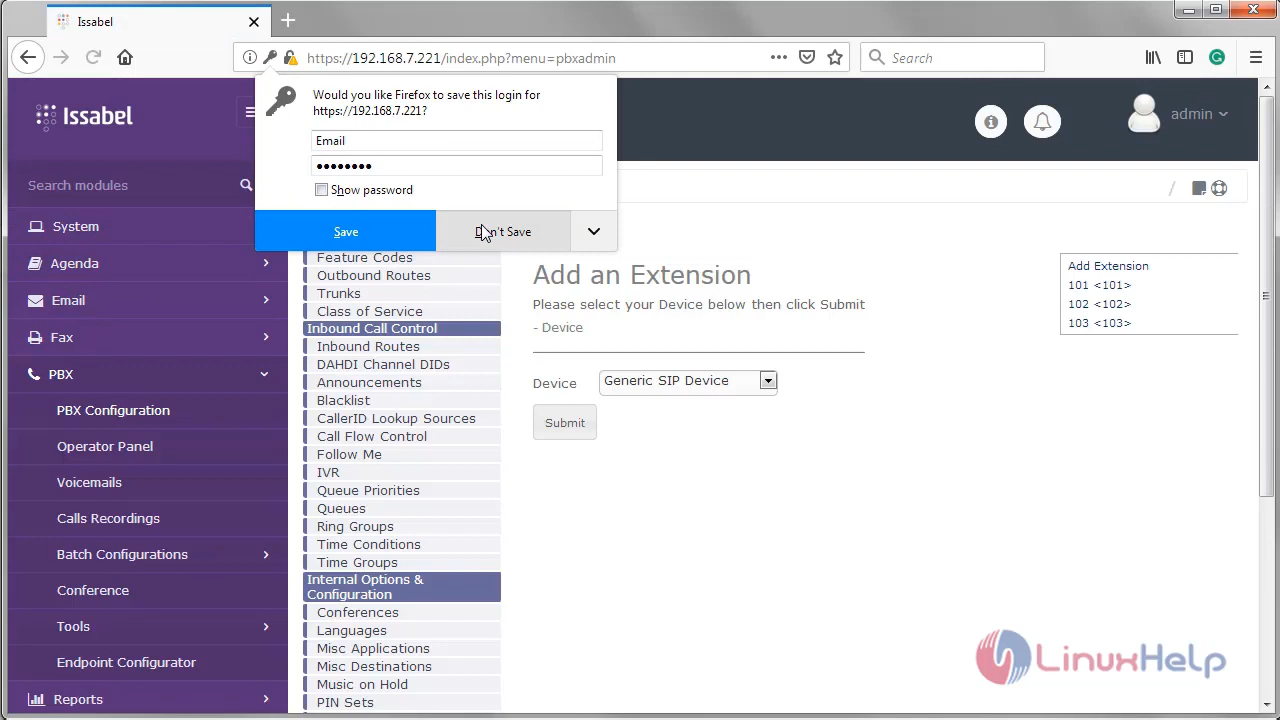 Issabel
https://192.168.7.221/index.php?menu=pbxadmin
Search
Would you like Firefox to save this login for
https://192.168.7.221?
Email
••••••••
Show password
Save
Don't Save
Issabel
admin
Search modules
System
Agenda
Email
Fax
PBX
PBX Configuration
Operator Panel
Voicemails
Calls Recordings
Batch Configurations
Conference
Tools
Endpoint Configurator
Reports
Feature Codes
Outbound Routes
Trunks
Class of Service
Inbound Call Control
Inbound Routes
DAHDI Channel DIDs
Announcements
Blacklist
CallerID Lookup Sources
Call Flow Control
Follow Me
IVR
Queue Priorities
Queues
Ring Groups
Time Conditions
Time Groups
Internal Options &
Configuration
Conferences
Languages
Misc Applications
Misc Destinations
Music on Hold
PIN Sets
Add an Extension
Please select your Device below then click Submit
- Device
Device
Generic SIP Device
Submit
/
Add Extension
101 <101>
102 <102>
103 <103>
LinuxHelp